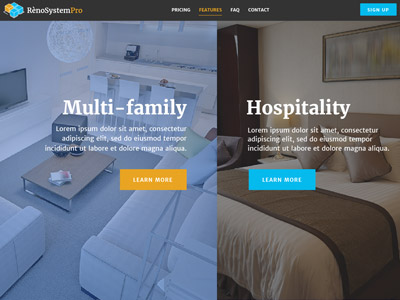 RènoSystemPro
PRICING FEATURES FAQ CONTACT
SIGN UP
Multi-family
Lorem ipsum dolor sit amet, consectetur
adipiscing elit, sed do eiusmod tempor
incididunt ut labore et dolore magna aliqua.
LEARN MORE
Hospitality
Lorem ipsum dolor sit amet, consectetur
adipiscing elit, sed do eiusmod tempor
incididunt ut labore et dolore magna aliqua.
LEARN MORE